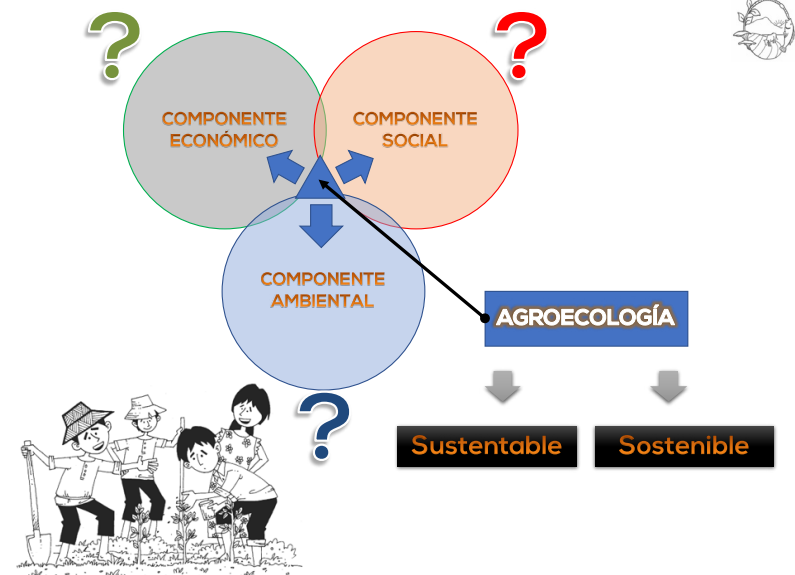 ?
?
COMPONENTE
ECONÓMICO
COMPONENTE
SOCIAL
COMPONENTE
AMBIENTAL
AGROECOLOGÍA
?
Sustentable
Sostenible